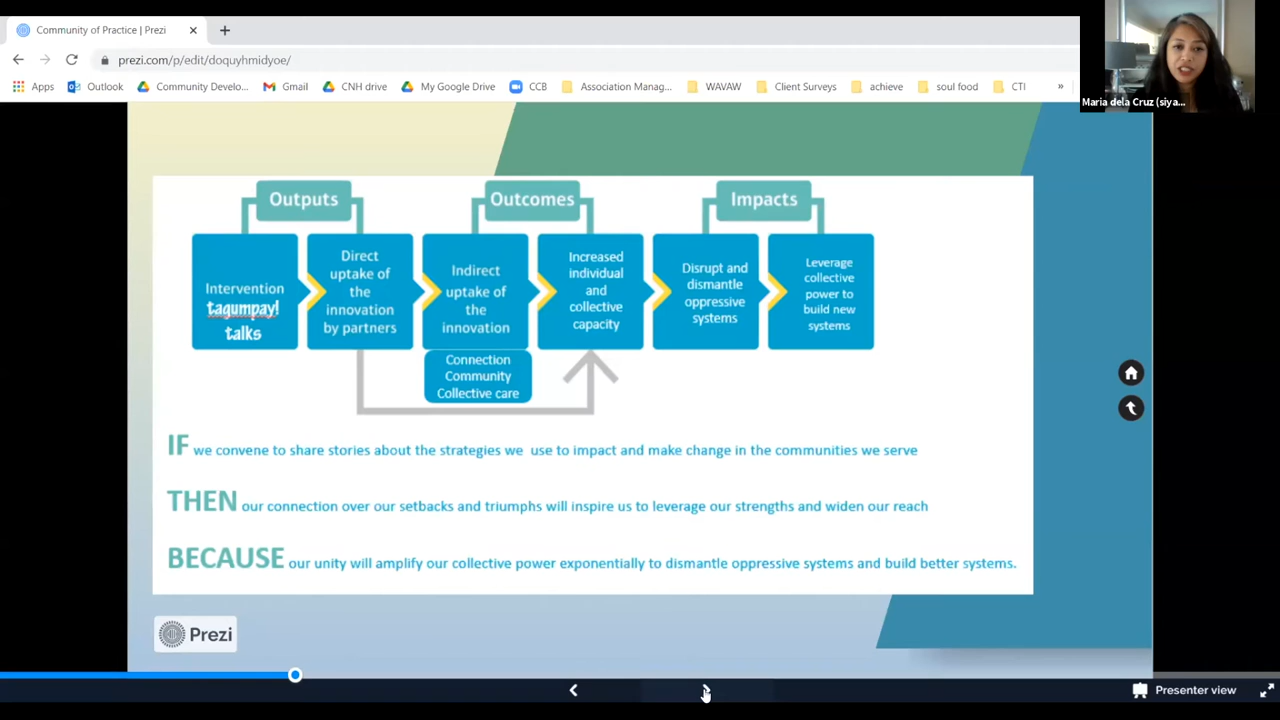 Community of Practice | Prezi
prezi.com/p/edit/doquyhmidyoe/
Apps
Outlook
Community Develo...
Gmail
CNH drive
My Google Drive
CCB
Association Manag...
WAVAW
Client Surveys
achieve
soul food
CTI
»
Maria dela Cruz (siya...
Outputs
Outcomes
Impacts
Intervention
tagumpay!
talks
Direct
uptake of
the
innovation
by partners
Indirect
uptake of
the
innovation
Connection
Community
Collective care
Increased
individual
and
collective
capacity
Disrupt and
dismantle
oppressive
systems
Leverage
collective
power to
build new
systems
IF we convene to share stories about the strategies we use to impact and make change in the communities we serve
THEN our connection over our setbacks and triumphs will inspire us to leverage our strengths and widen our reach
BECAUSE our unity will amplify our collective power exponentially to dismantle oppressive systems and build better systems.
Prezi
Presenter view